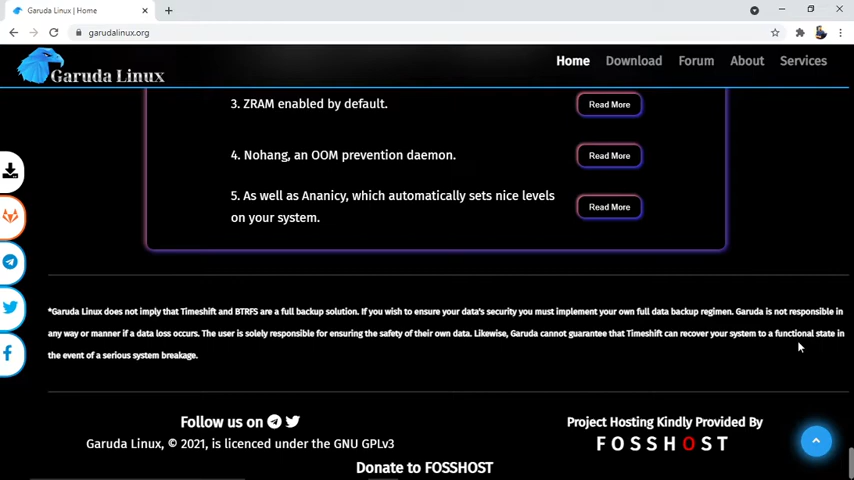 Garuda Linux | Home
garudalinux.org
Garuda Linux
Home Download Forum About Services
3. ZRAM enabled by default.
Read More
4. Nohang, an OOM prevention daemon.
Read More
5. As well as Ananicy, which automatically sets nice levels
on your system.
Read More
*Garuda Linux does not imply that Timeshift and BTRFS are a full backup solution. If you wish to ensure your data's security you must implement your own full data backup regimen. Garuda is not responsible in
any way or manner if a data loss occurs. The user is solely responsible for ensuring the safety of their own data. Likewise, Garuda cannot guarantee that Timeshift can recover your system to a functional state in
the event of a serious system breakage.
Follow us on
Garuda Linux, © 2021, is licenced under the GNU GPLv3
Project Hosting Kindly Provided By
FOSSHOST
Donate to FOSSHOST